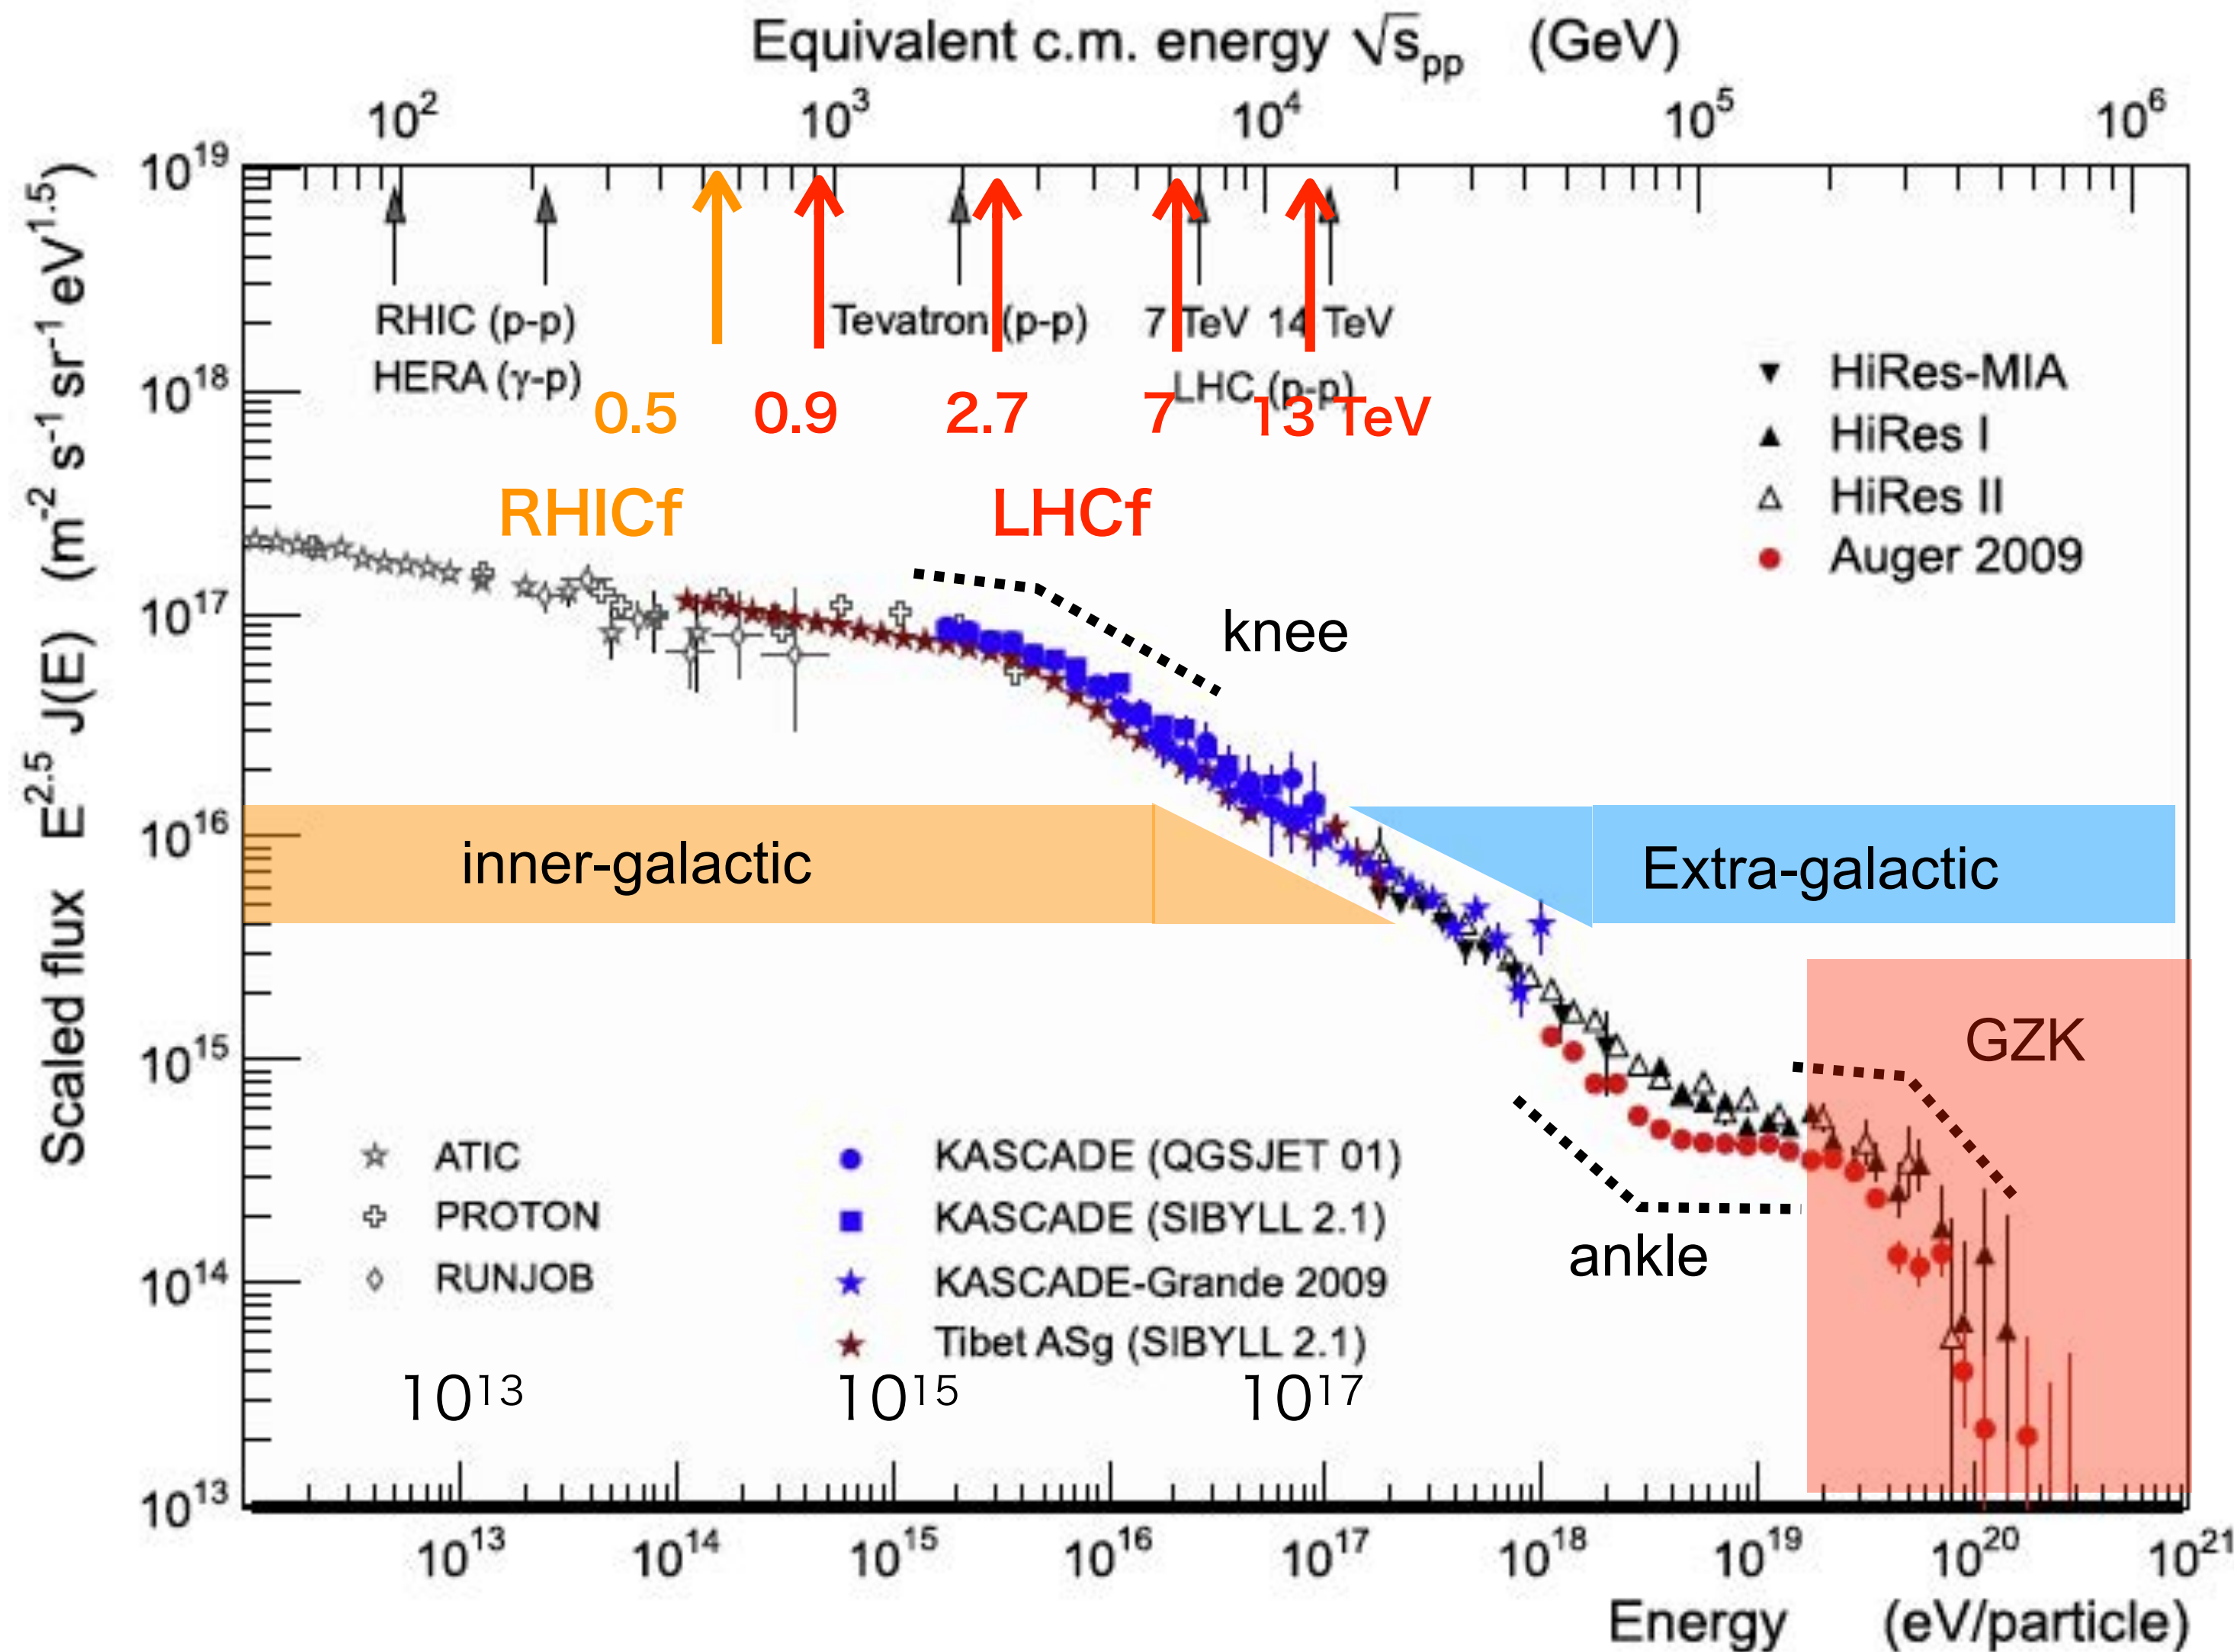 Equivalent c.m. energy √s_pp (GeV)
10² 10³ 10⁴ 10⁵ 10⁶
Scaled flux E^2.5 J(E) (m⁻² s⁻¹ sr⁻¹ eV^1.5)
10¹⁹
10¹⁸
10¹⁷
10¹⁶
10¹⁵
10¹⁴
10¹³
RHIC (p-p)
HERA (γ-p)
Tevatron (p-p)
7 TeV 14 TeV
LHC (p-p)
0.5 0.9 2.7 7 13 TeV
RHICf LHCf
HiRes-MIA
HiRes I
HiRes II
Auger 2009
knee
inner-galactic
Extra-galactic
GZK
ankle
ATIC
PROTON
RUNJOB
KASCADE (QGSJET 01)
KASCADE (SIBYLL 2.1)
KASCADE-Grande 2009
Tibet ASg (SIBYLL 2.1)
10¹³ 10¹⁵ 10¹⁷
10¹³ 10¹⁴ 10¹⁵ 10¹⁶ 10¹⁷ 10¹⁸ 10¹⁹ 10²⁰ 10²¹
Energy (eV/particle)